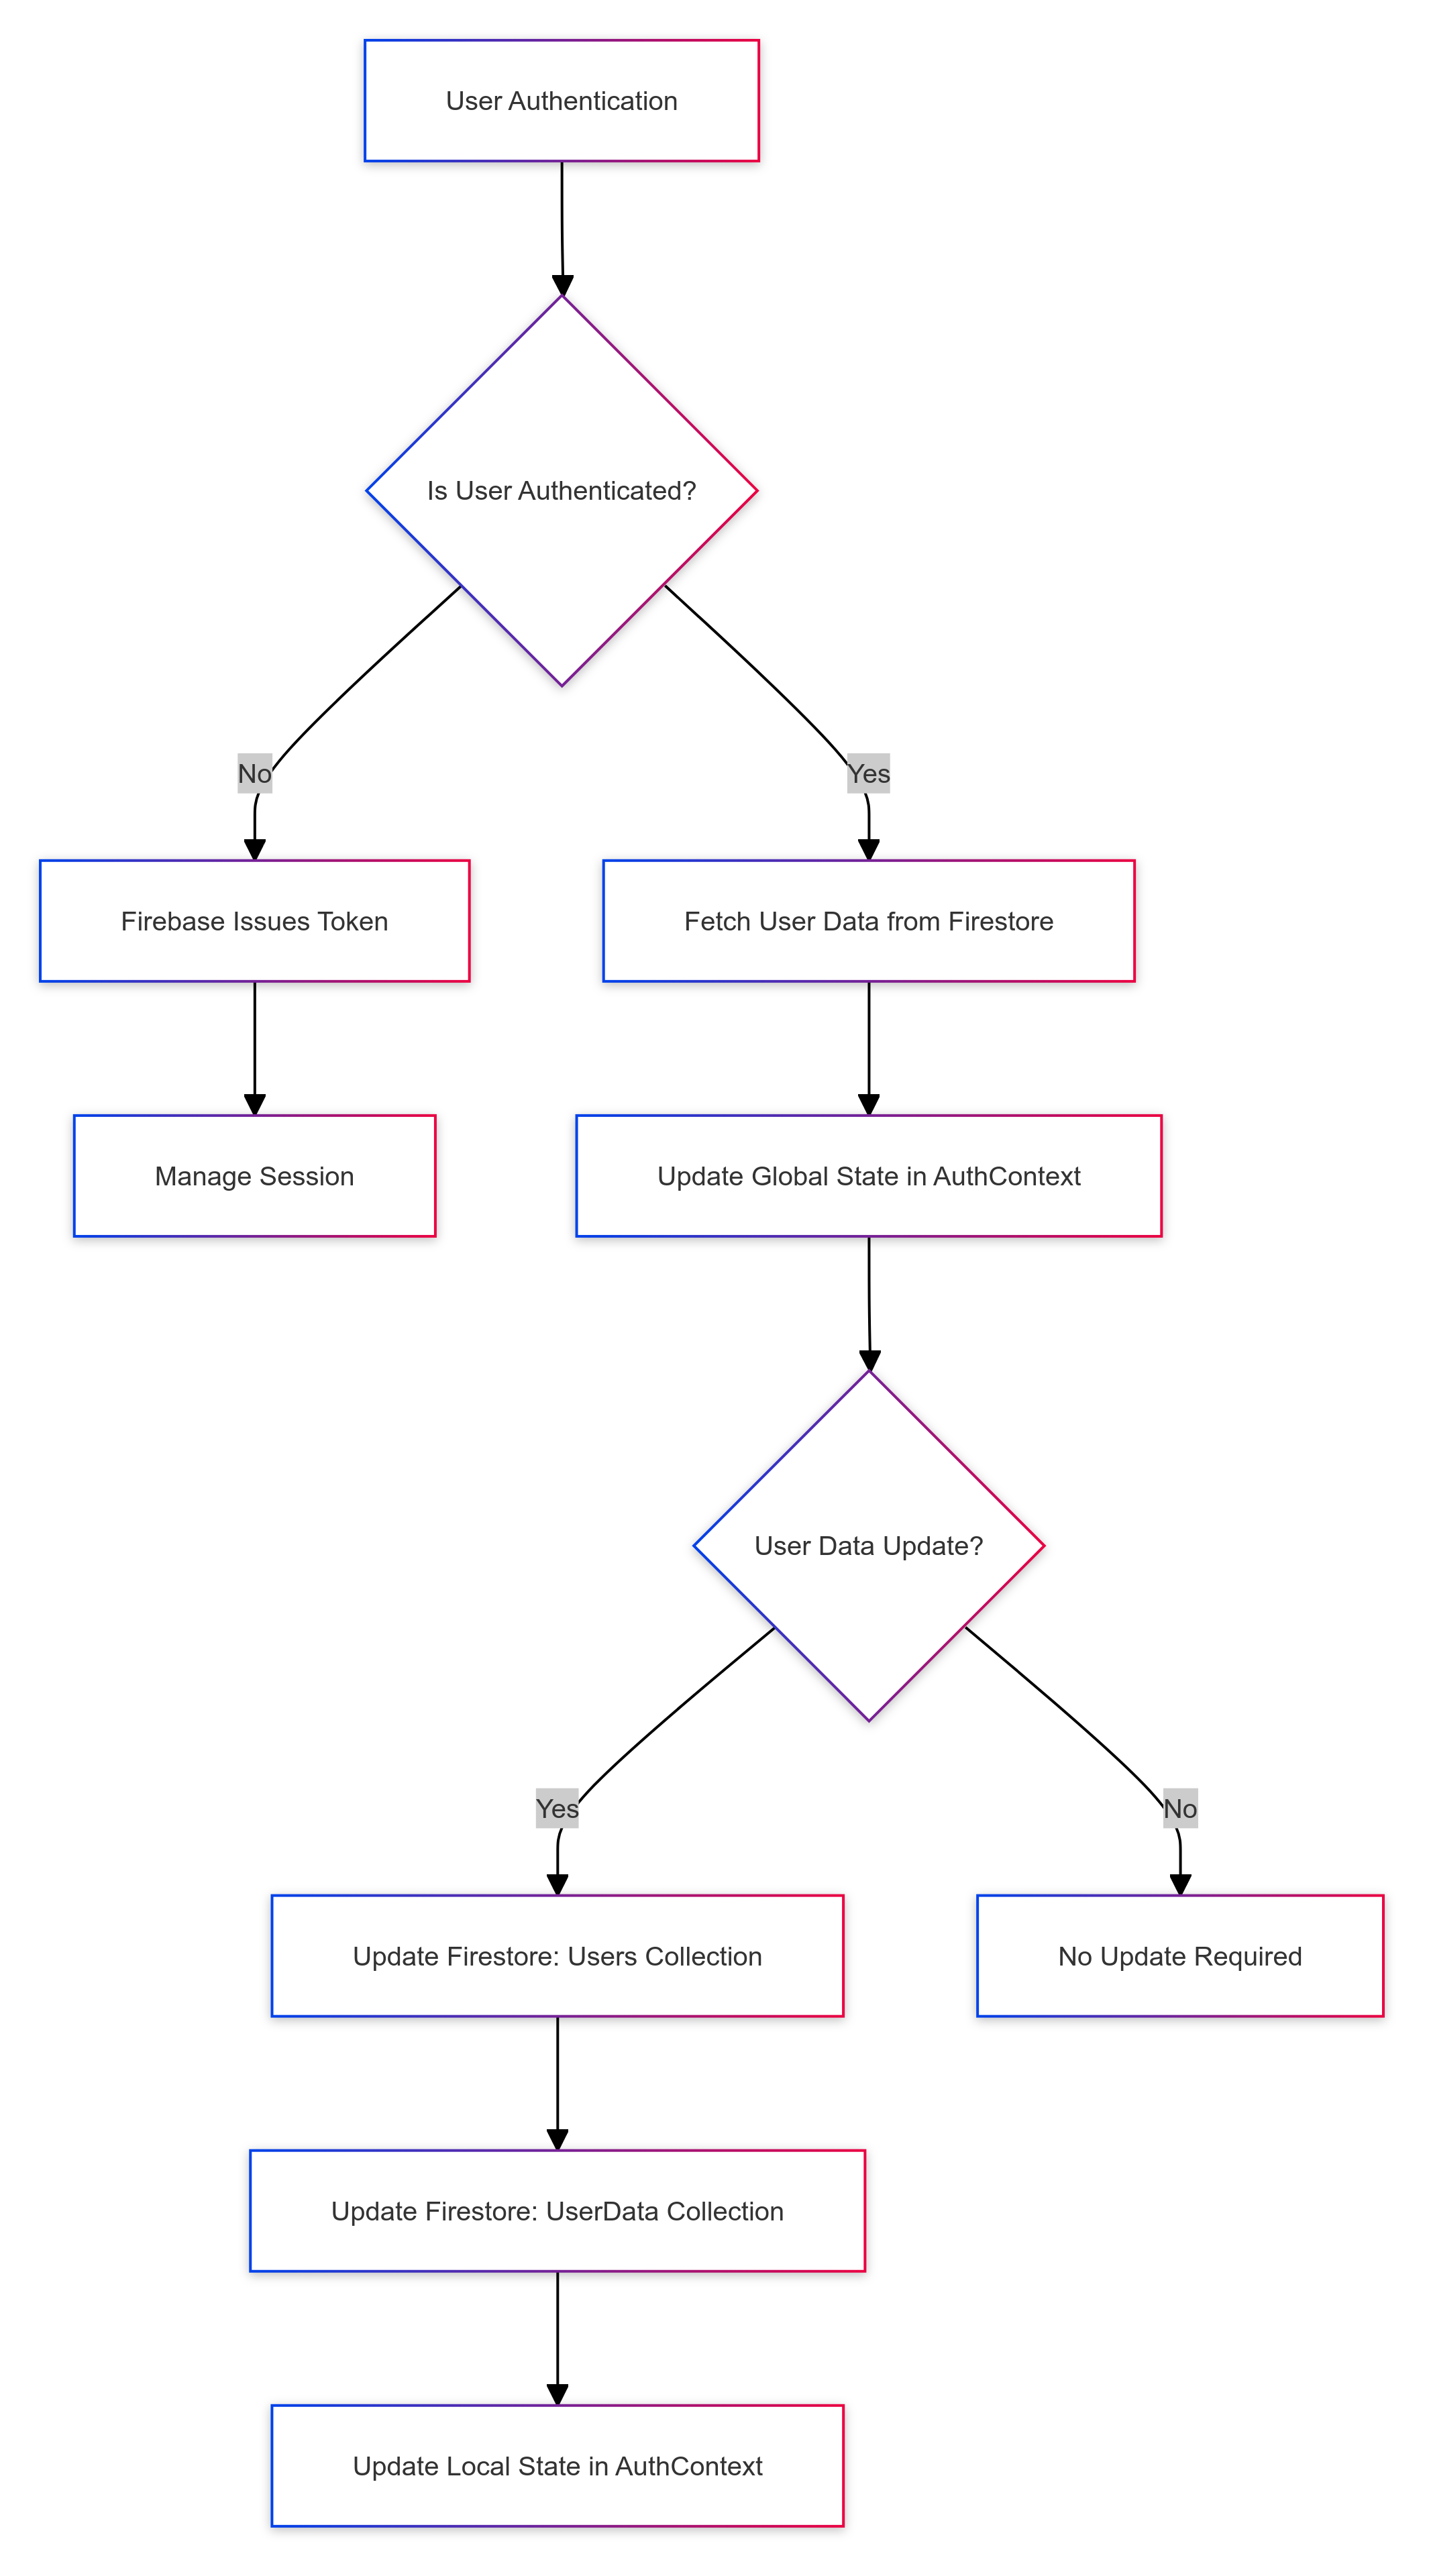 User Authentication
Is User Authenticated?
No
Yes
Firebase Issues Token
Fetch User Data from Firestore
Manage Session
Update Global State in AuthContext
User Data Update?
Yes
No
Update Firestore: Users Collection
No Update Required
Update Firestore: UserData Collection
Update Local State in AuthContext